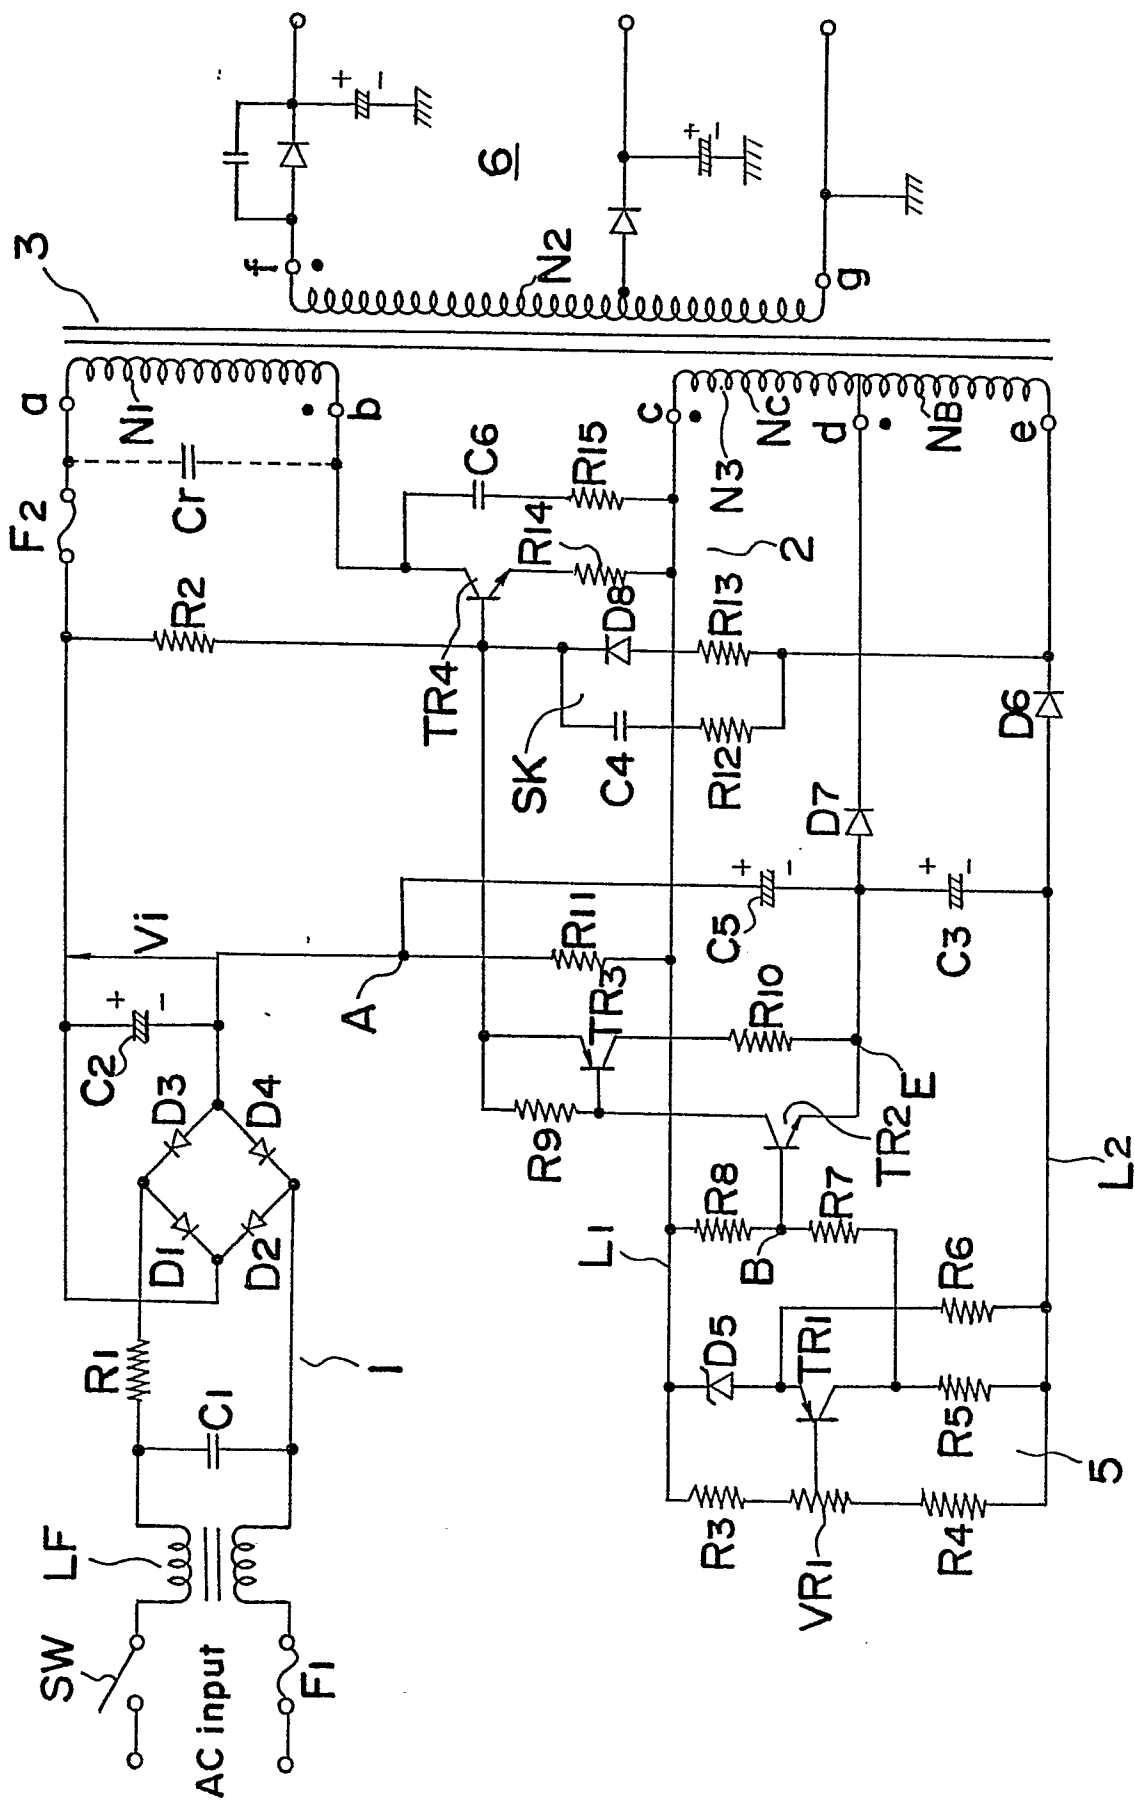 SW
LF
AC input
F1
R1
C1
1
D1
D2
D3
D4
C2
+
−
Vi
A
F2
R2
a
N1
Cr
b
3
f
6
+
−
N2
+
−
g
TR4
C6
R15
R14
c
N3
NC
d
NB
e
2
SK
D8
R13
C4
R12
D7
D6
C5
+
−
C3
+
−
R11
TR3
R10
R9
E
TR2
L1
L2
R8
B
R7
R6
D5
TR1
R5
5
R3
VR1
R4